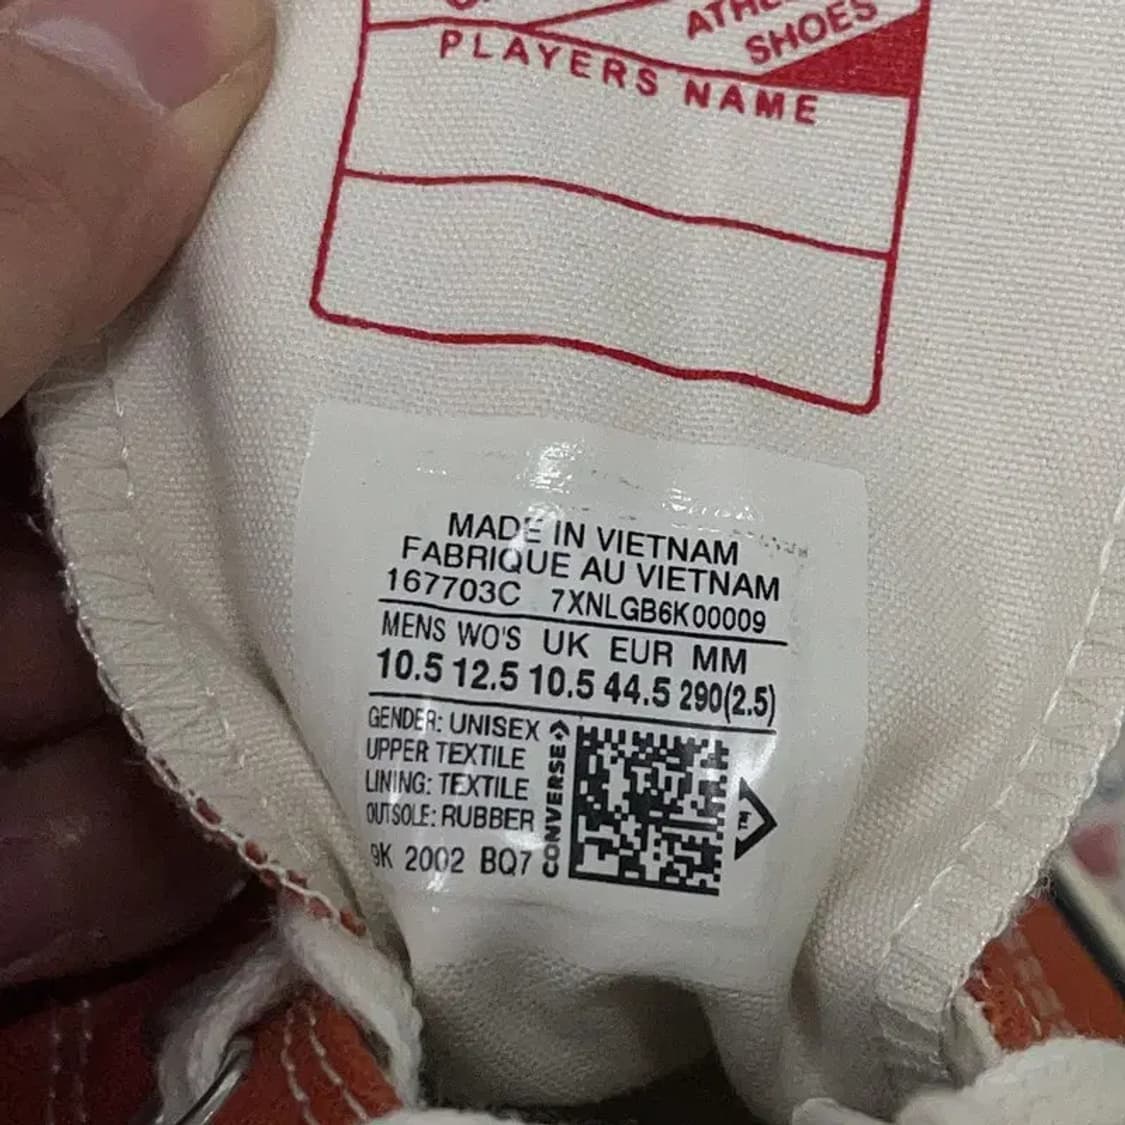 SHOES
PLAYERS NAME
MADE IN VIETNAM
FABRIQUE AU VIETNAM
167703C 7XNLGB6K00009
MENS WO'S UK EUR MM
10.5 12.5 10.5 44.5 290(2.5)
GENDER: UNISEX
UPPER TEXTILE
LINING: TEXTILE
OUTSOLE: RUBBER
9K 2002 BQ7
CONVERSE